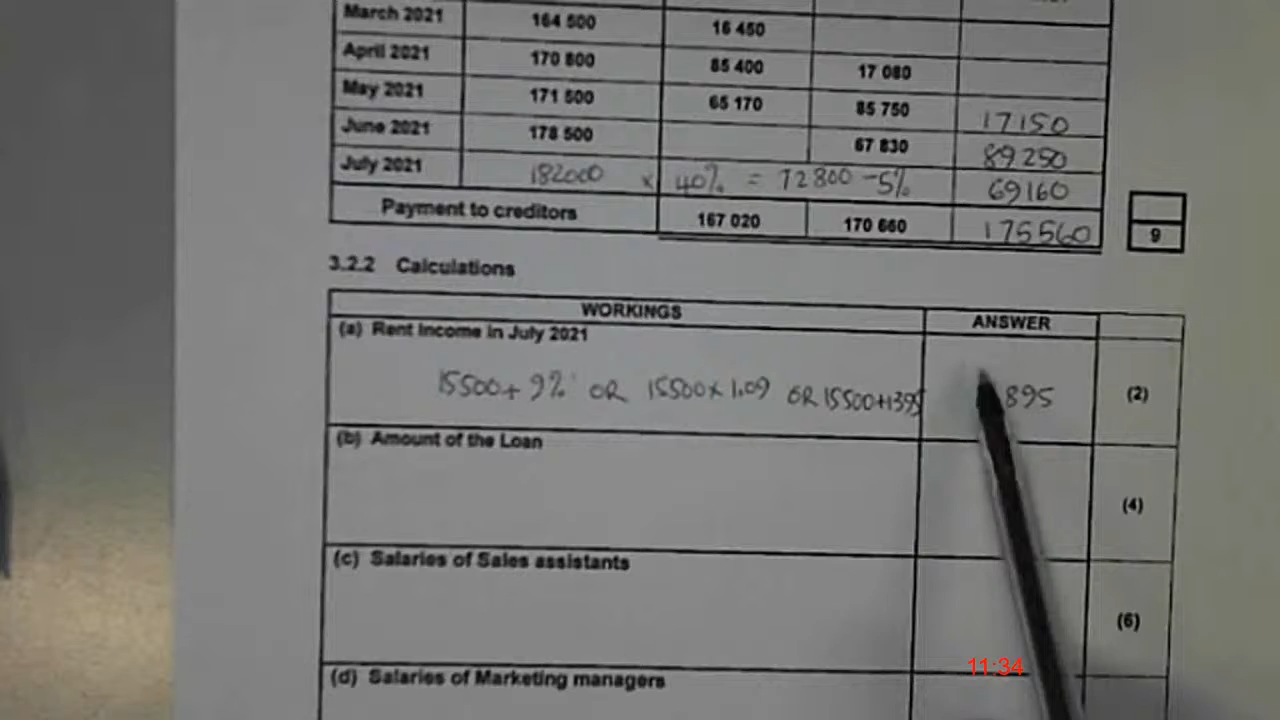 March 2021 164 500 16 450
April 2021 170 800 85 400 17 080
May 2021 171 500 65 170 85 750 17150
June 2021 178 500 67 830 89250
July 2021 182000 x 40% = 72800 -5% 69160
Payment to creditors 167 020 170 660 175560
9
3.2.2 Calculations
WORKINGS ANSWER
(a) Rent Income in July 2021
15500+ 9% OR 15500 x 1.09 OR 15500+1395 895 (2)
(b) Amount of the Loan
(4)
(c) Salaries of Sales assistants
(6)
(d) Salaries of Marketing managers
11:34